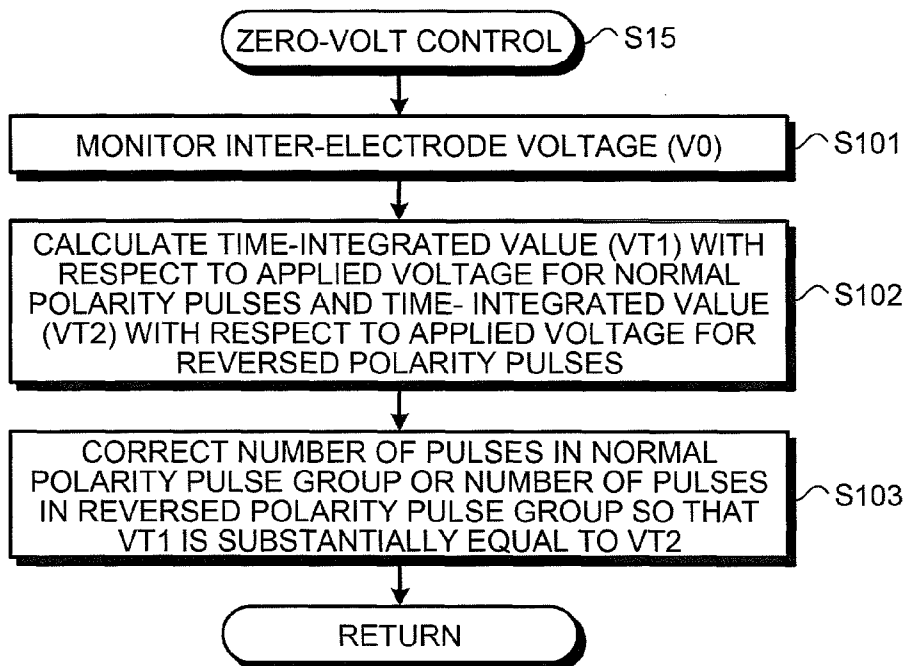 ZERO-VOLT CONTROL
S15
MONITOR INTER-ELECTRODE VOLTAGE (V0)
S101
CALCULATE TIME-INTEGRATED VALUE (VT1) WITH
RESPECT TO APPLIED VOLTAGE FOR NORMAL
POLARITY PULSES AND TIME- INTEGRATED VALUE
(VT2) WITH RESPECT TO APPLIED VOLTAGE FOR
REVERSED POLARITY PULSES
S102
CORRECT NUMBER OF PULSES IN NORMAL
POLARITY PULSE GROUP OR NUMBER OF PULSES
IN REVERSED POLARITY PULSE GROUP SO THAT
VT1 IS SUBSTANTIALLY EQUAL TO VT2
S103
RETURN